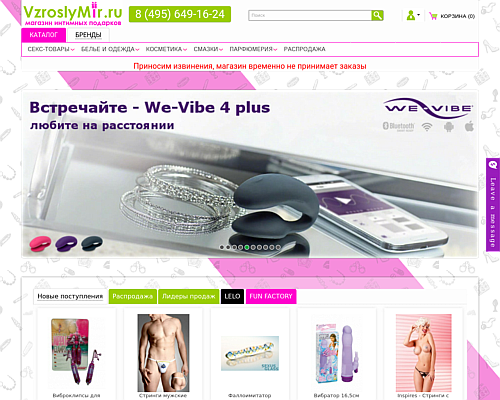 VzroslyMir.ru
магазин интимных подарков
8 (495) 649-16-24
Поиск
КОРЗИНА (0)
КАТАЛОГ
БРЕНДЫ
СЕКС-ТОВАРЫ
БЕЛЬЕ И ОДЕЖДА
КОСМЕТИКА
СМАЗКИ
ПАРФЮМЕРИЯ
РАСПРОДАЖА
Приносим извинения, магазин временно не принимает заказы
Встречайте - We-Vibe 4 plus
любите на расстоянии
WE-VIBE
Bluetooth
Leave a message
Новые поступления
Распродажа
Лидеры продаж
LELO
FUN FACTORY
Виброклипсы для
Стринги мужские
Фаллоимитатор
Вибратор 16,5см
Inspires - Стринги с